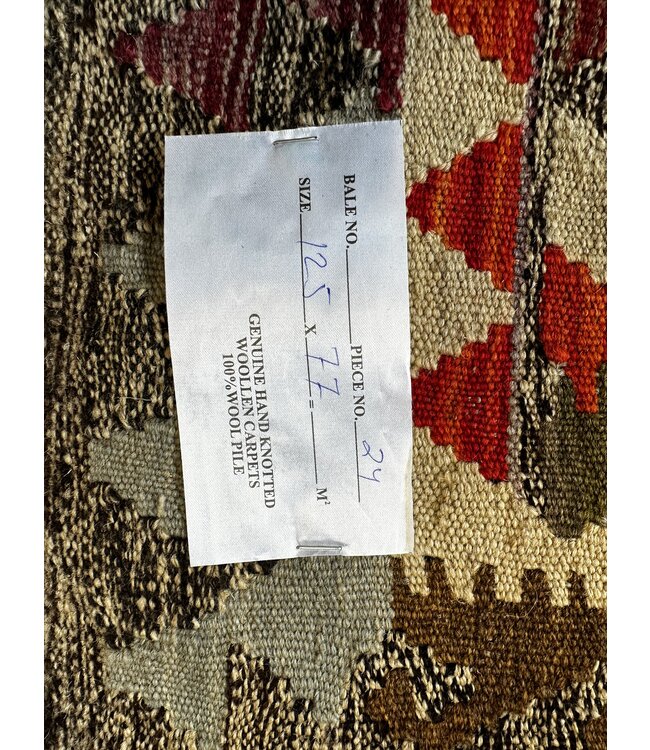 BALE NO. PIECE NO. 24
SIZE 125 X 77 = M²
GENUINE HAND KNOTTED
WOOLLEN CARPETS
100% WOOL PILE